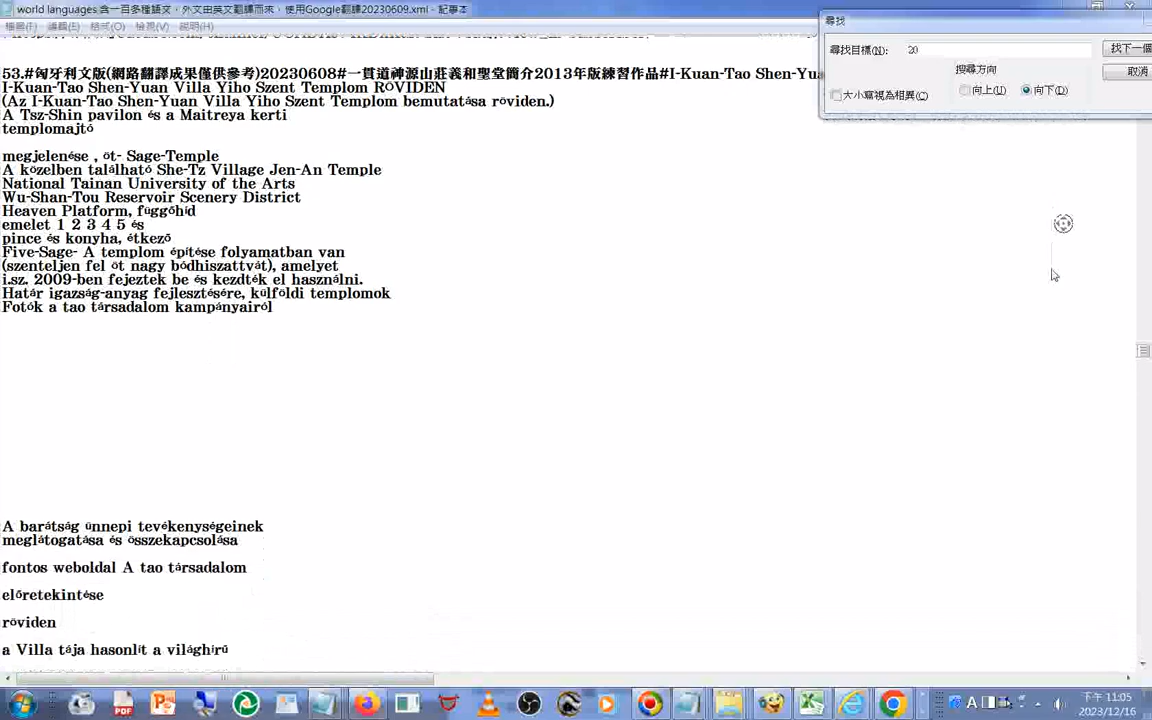 world languages 含一百多種語文，外文由英文翻譯而來，使用Google翻譯20230609.xml - 記事本
檔案(F) 編輯(E) 格式(O) 檢視(V) 說明(H)
尋找
尋找目標(N): 20
找下一個
搜尋方向
取消
大小寫視為相異(C)
向上(U) 向下(D)
53.#匈牙利文版(網路翻譯成果僅供參考)20230608#一貫道神源山莊義和聖堂簡介2013年版練習作品#I-Kuan-Tao Shen-Yua
I-Kuan-Tao Shen-Yuan Villa Yiho Szent Templom RÖVIDEN
(Az I-Kuan-Tao Shen-Yuan Villa Yiho Szent Templom bemutatása röviden.)
A Tsz-Shin pavilon és a Maitreya kerti
templomajtó
megjelenése , öt- Sage-Temple
A közelben található She-Tz Village Jen-An Temple
National Tainan University of the Arts
Wu-Shan-Tou Reservoir Scenery District
Heaven Platform, függőhíd
emelet 1 2 3 4 5 és
pince és konyha, étkező
Five-Sage- A templom építése folyamatban van
(szenteljen fel öt nagy bódhiszattvát), amelyet
i.sz. 2009-ben fejeztek be és kezdték el használni.
Határ igazság-anyag fejlesztésére, külföldi templomok
Fotók a tao társadalom kampányairól
A barátság ünnepi tevékenységeinek
meglátogatása és összekapcsolása
fontos weboldal A tao társadalom
előretekintése
röviden
a Villa tája hasonlít a világhírű
PDF
A
下午 11:05
2023/12/16